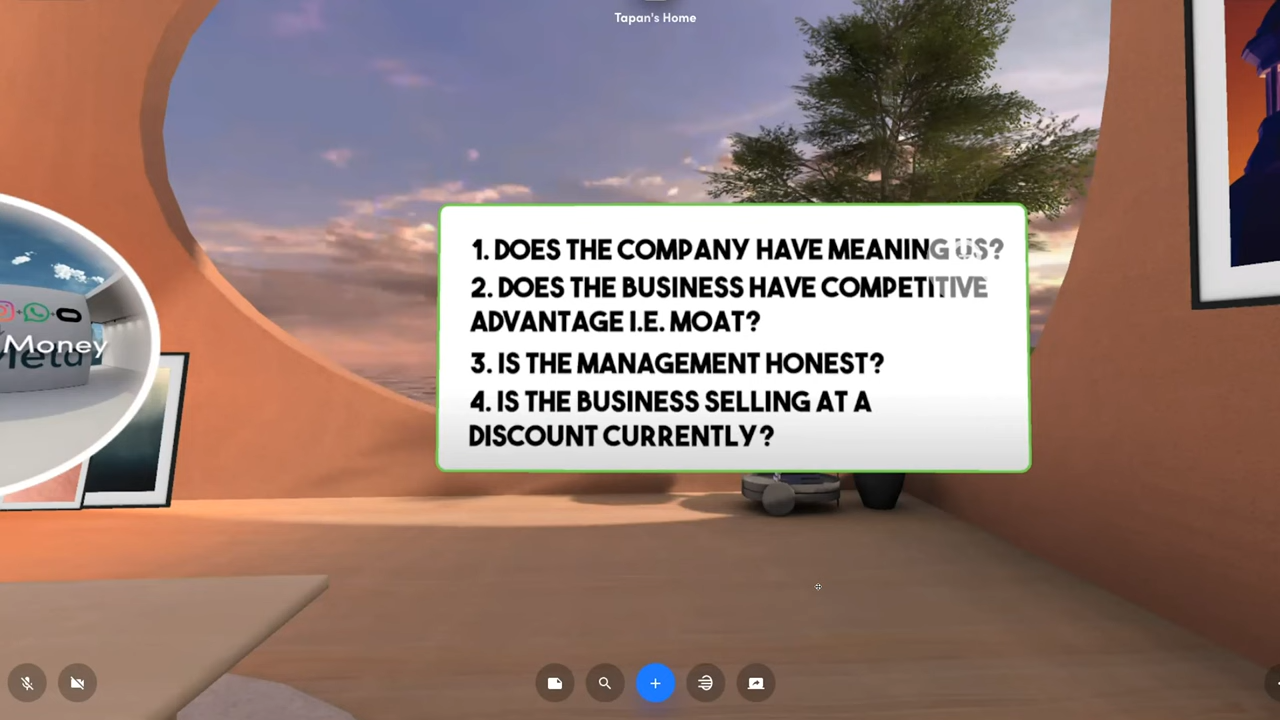 Tapan's Home
1. DOES THE COMPANY HAVE MEANING US?
2. DOES THE BUSINESS HAVE COMPETITIVE
ADVANTAGE I.E. MOAT?
3. IS THE MANAGEMENT HONEST?
4. IS THE BUSINESS SELLING AT A
DISCOUNT CURRENTLY?
Money